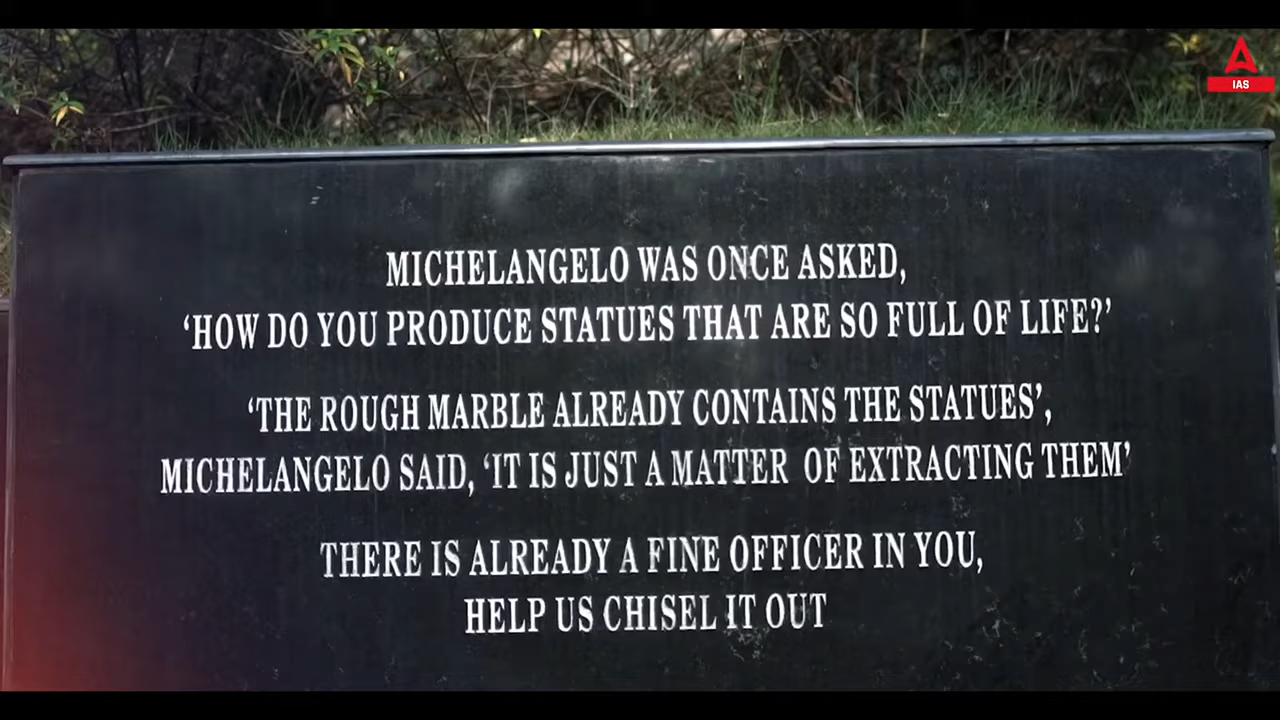 IAS
MICHELANGELO WAS ONCE ASKED,
‘HOW DO YOU PRODUCE STATUES THAT ARE SO FULL OF LIFE?’
‘THE ROUGH MARBLE ALREADY CONTAINS THE STATUES’,
MICHELANGELO SAID, ‘IT IS JUST A MATTER OF EXTRACTING THEM’
THERE IS ALREADY A FINE OFFICER IN YOU,
HELP US CHISEL IT OUT